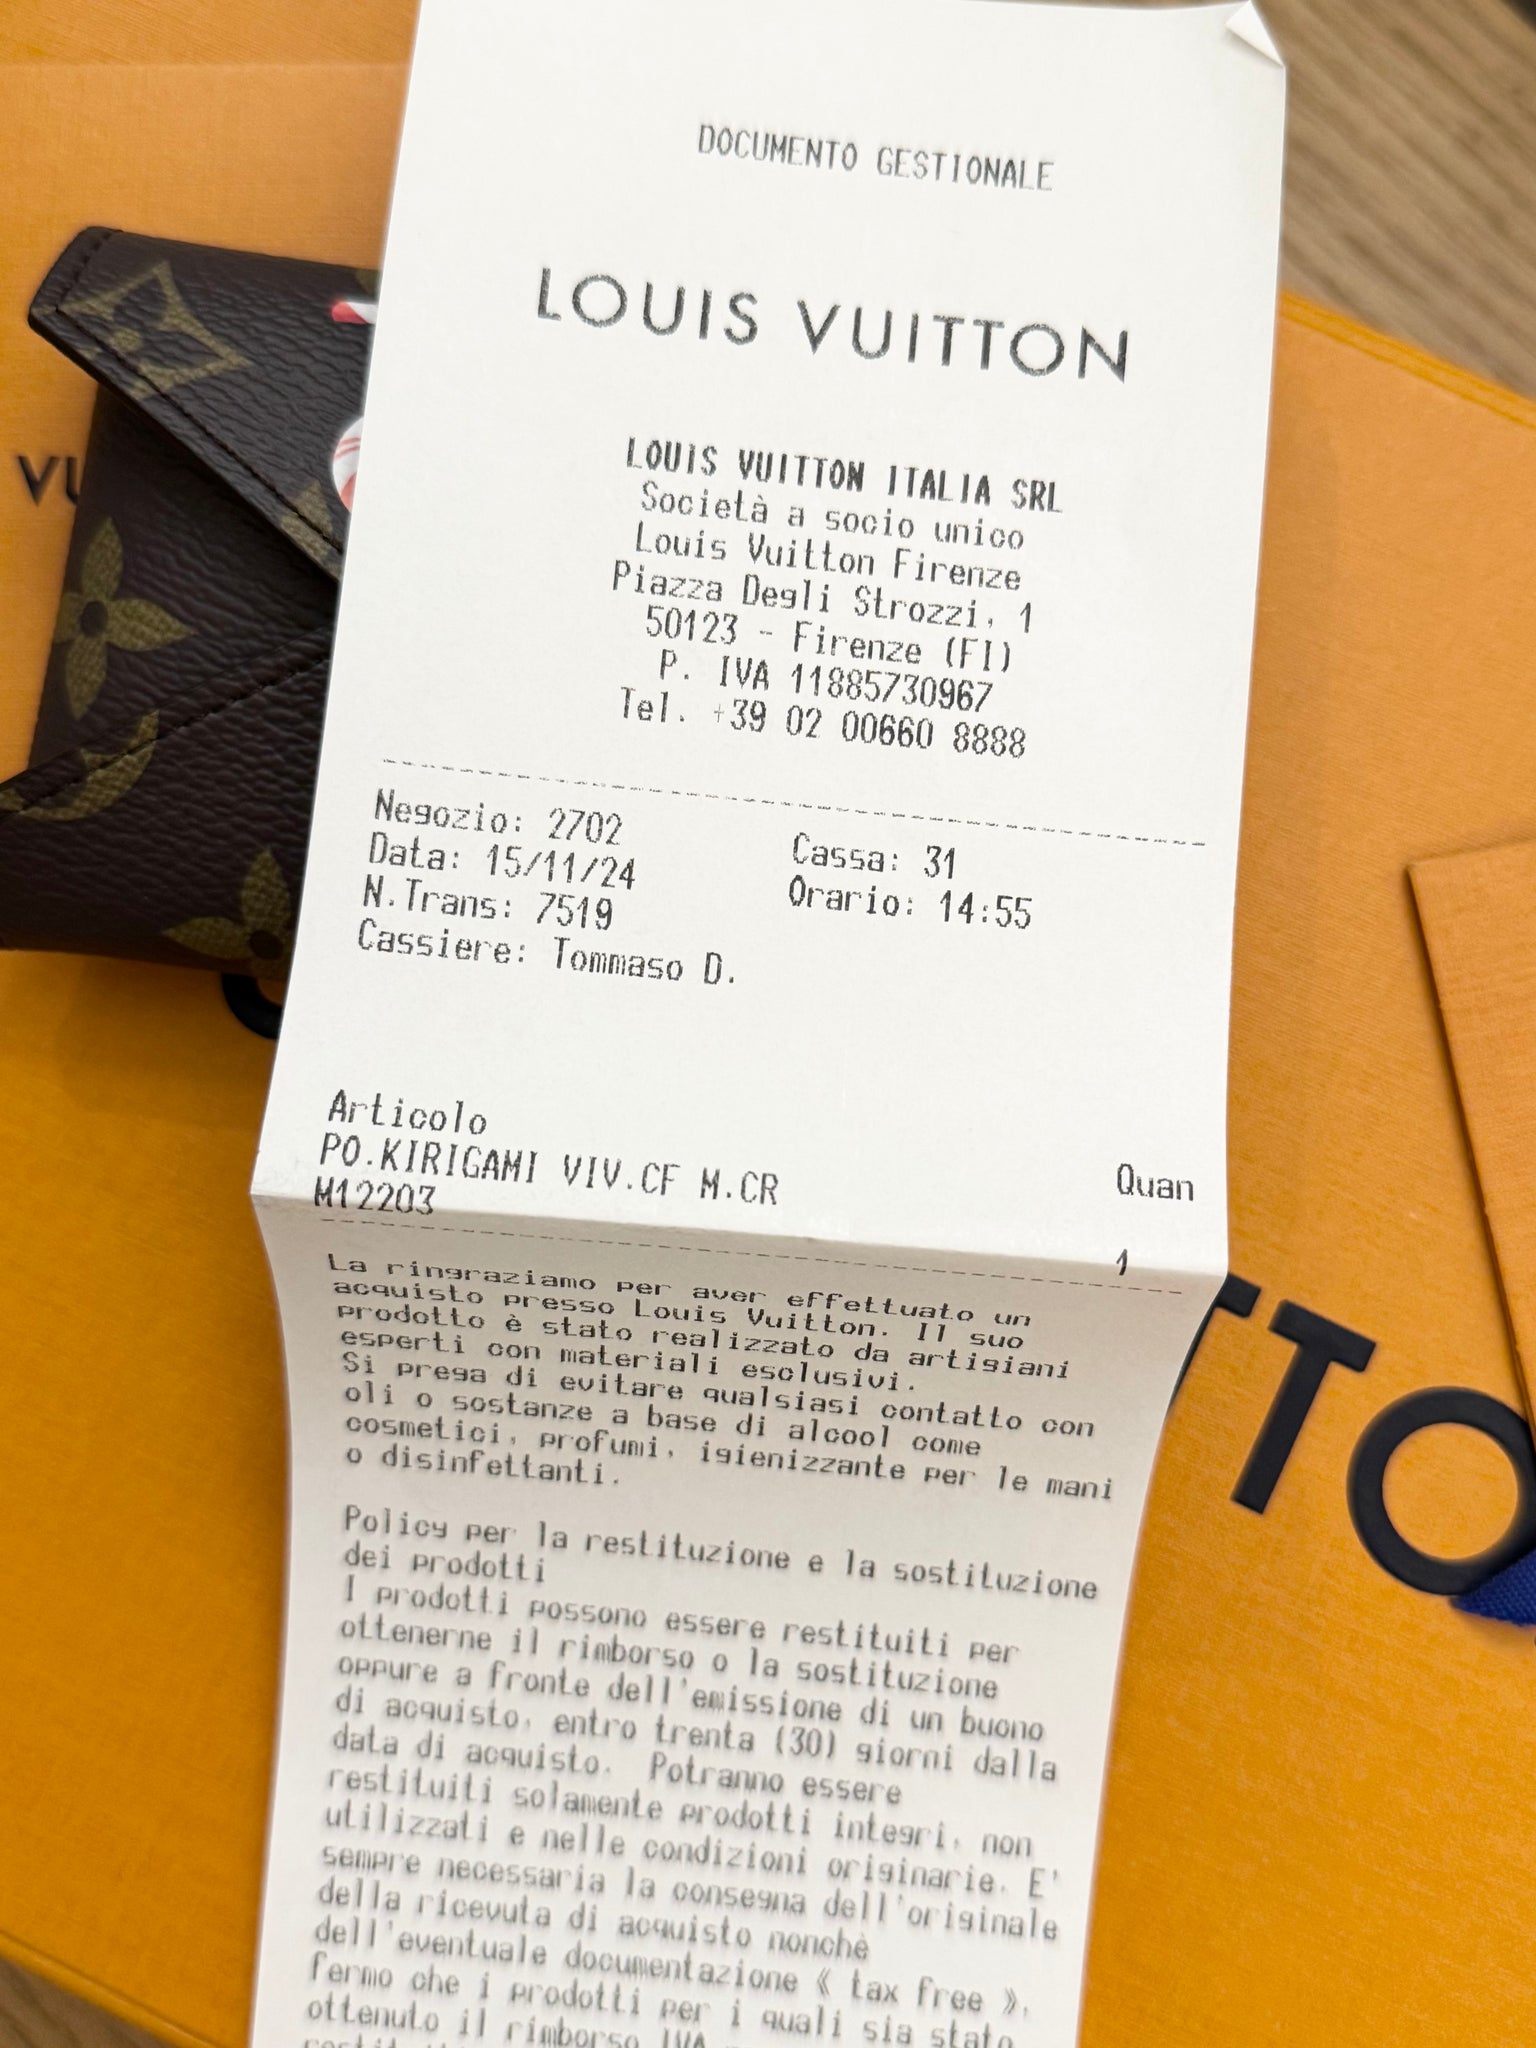 DOCUMENTO GESTIONALE
LOUIS VUITTON
LOUIS VUITTON ITALIA SRL
Società a socio unico
Louis Vuitton Firenze
Piazza Degli Strozzi, 1
50123 - Firenze (FI)
P. IVA 11885730967
Tel. +39 02 00660 8888
Negozio: 2702 Cassa: 31
Data: 15/11/24 Orario: 14:55
N.Trans: 7519
Cassiere: Tommaso D.
Articolo Quan
PO.KIRIGAMI VIV.CF M.CR
M12203 1
La ringraziamo per aver effettuato un
acquisto presso Louis Vuitton. Il suo
prodotto è stato realizzato da artigiani
esperti con materiali esclusivi.
Si prega di evitare qualsiasi contatto con
oli o sostanze a base di alcool come
cosmetici, profumi, igienizzante per le mani
o disinfettanti.
Policy per la restituzione e la sostituzione
dei prodotti
I prodotti possono essere restituiti per
ottenerne il rimborso o la sostituzione
oppure a fronte dell'emissione di un buono
di acquisto, entro trenta (30) giorni dalla
data di acquisto. Potranno essere
restituiti solamente prodotti integri, non
utilizzati e nelle condizioni originarie. E'
sempre necessaria la consegna dell'originale
della ricevuta di acquisto nonchè
dell'eventuale documentazione « tax free »,
fermo che i prodotti per i quali sia stato
ottenuto il rimborso IVA
VU
TTO